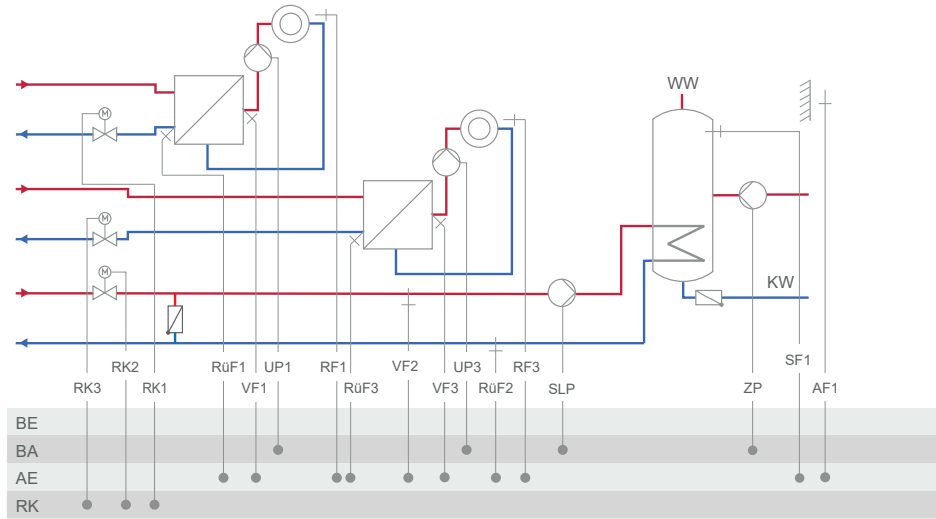 WW
M
M
KW
M
RK2 RüF1 UP1 RF1 VF2 UP3 RF3 SF1
RK3 RK1 VF1 RüF3 VF3 RüF2 SLP ZP AF1
BE
BA
AE
RK